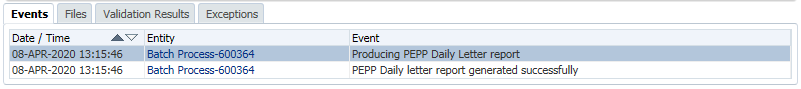 Events Files Validation Results Exceptions
Date / Time Entity Event
08-APR-2020 13:15:46 Batch Process-600364 Producing PEPP Daily Letter report
08-APR-2020 13:15:46 Batch Process-600364 PEPP Daily letter report generated successfully